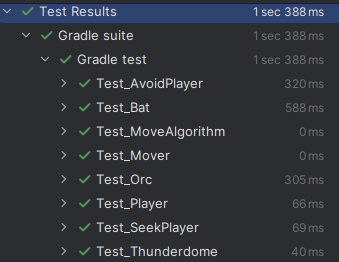 Test Results 1 sec 388 ms
Gradle suite 1 sec 388 ms
Gradle test 1 sec 388 ms
Test_AvoidPlayer 320 ms
Test_Bat 588 ms
Test_MoveAlgorithm 0 ms
Test_Mover 0 ms
Test_Orc 305 ms
Test_Player 66 ms
Test_SeekPlayer 69 ms
Test_Thunderdome 40 ms